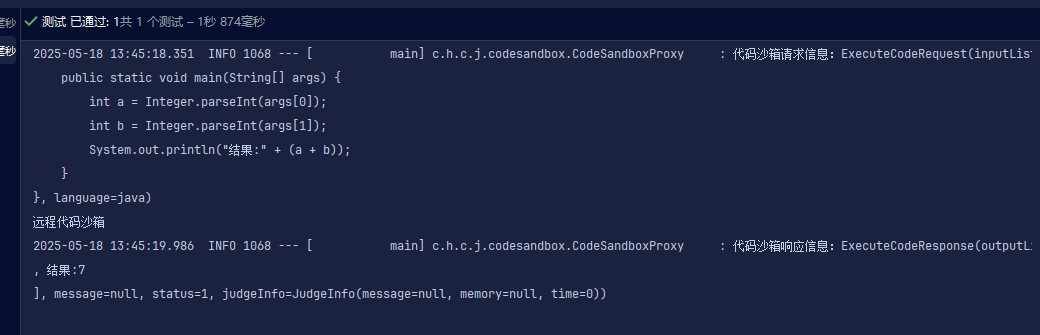 毫秒
测试 已通过: 1共 1 个测试 – 1秒 874毫秒
毫秒
2025-05-18 13:45:18.351  INFO 1068 --- [           main] c.h.c.j.codesandbox.CodeSandboxProxy     : 代码沙箱请求信息: ExecuteCodeRequest(inputLis
    public static void main(String[] args) {
        int a = Integer.parseInt(args[0]);
        int b = Integer.parseInt(args[1]);
        System.out.println("结果:" + (a + b));
    }
}, language=java)
远程代码沙箱
2025-05-18 13:45:19.986  INFO 1068 --- [           main] c.h.c.j.codesandbox.CodeSandboxProxy     : 代码沙箱响应信息: ExecuteCodeResponse(outputLi
, 结果:7
], message=null, status=1, judgeInfo=JudgeInfo(message=null, memory=null, time=0))